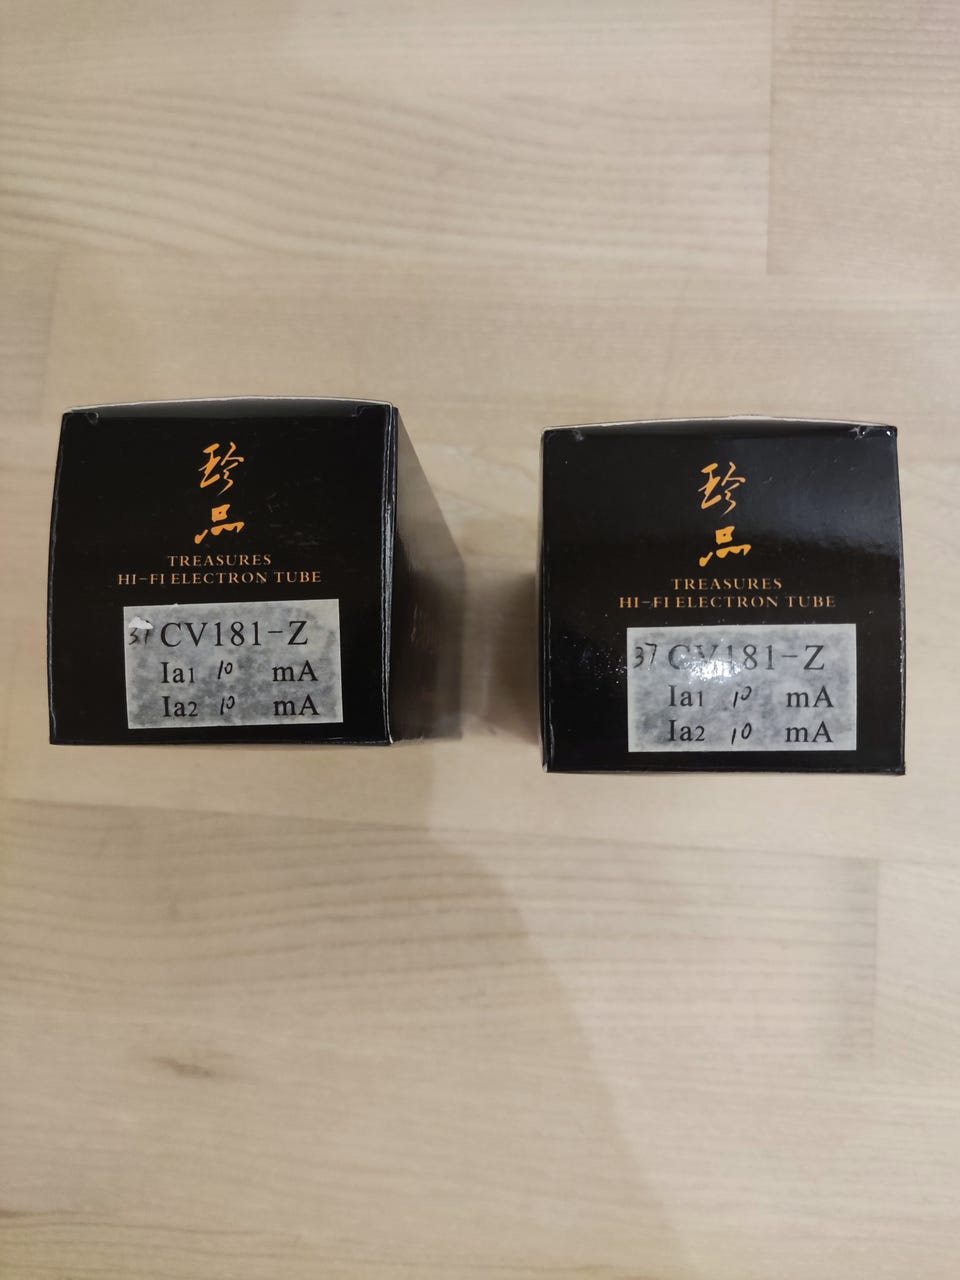 珍
品
TREASURES
HI-FI ELECTRON TUBE
37 CV181-Z
Ia1 10 mA
Ia2 10 mA
珍
品
TREASURES
HI-FI ELECTRON TUBE
37 CV181-Z
Ia1 10 mA
Ia2 10 mA